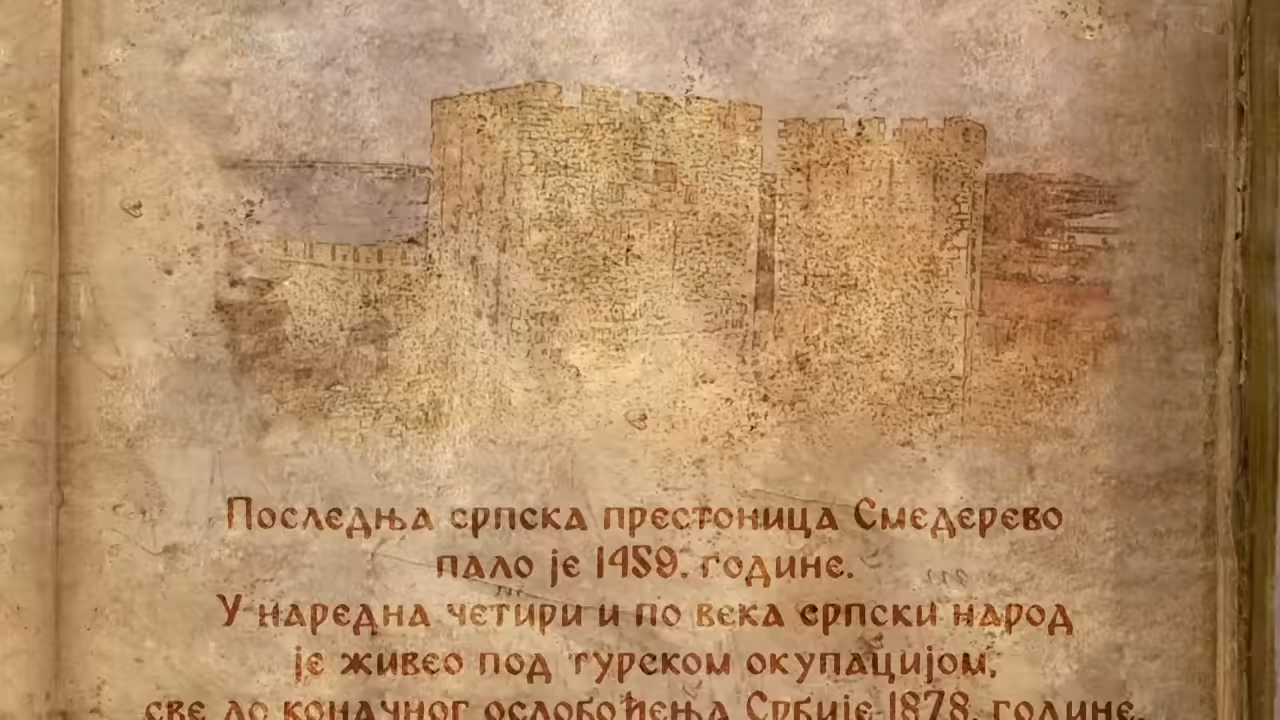 Последња српска престоница Смедерево
пало је 1459. године.
У наредна четири и по века српски народ
је живео под турском окупацијом,
све до коначног ослобођења Србије 1878. године.